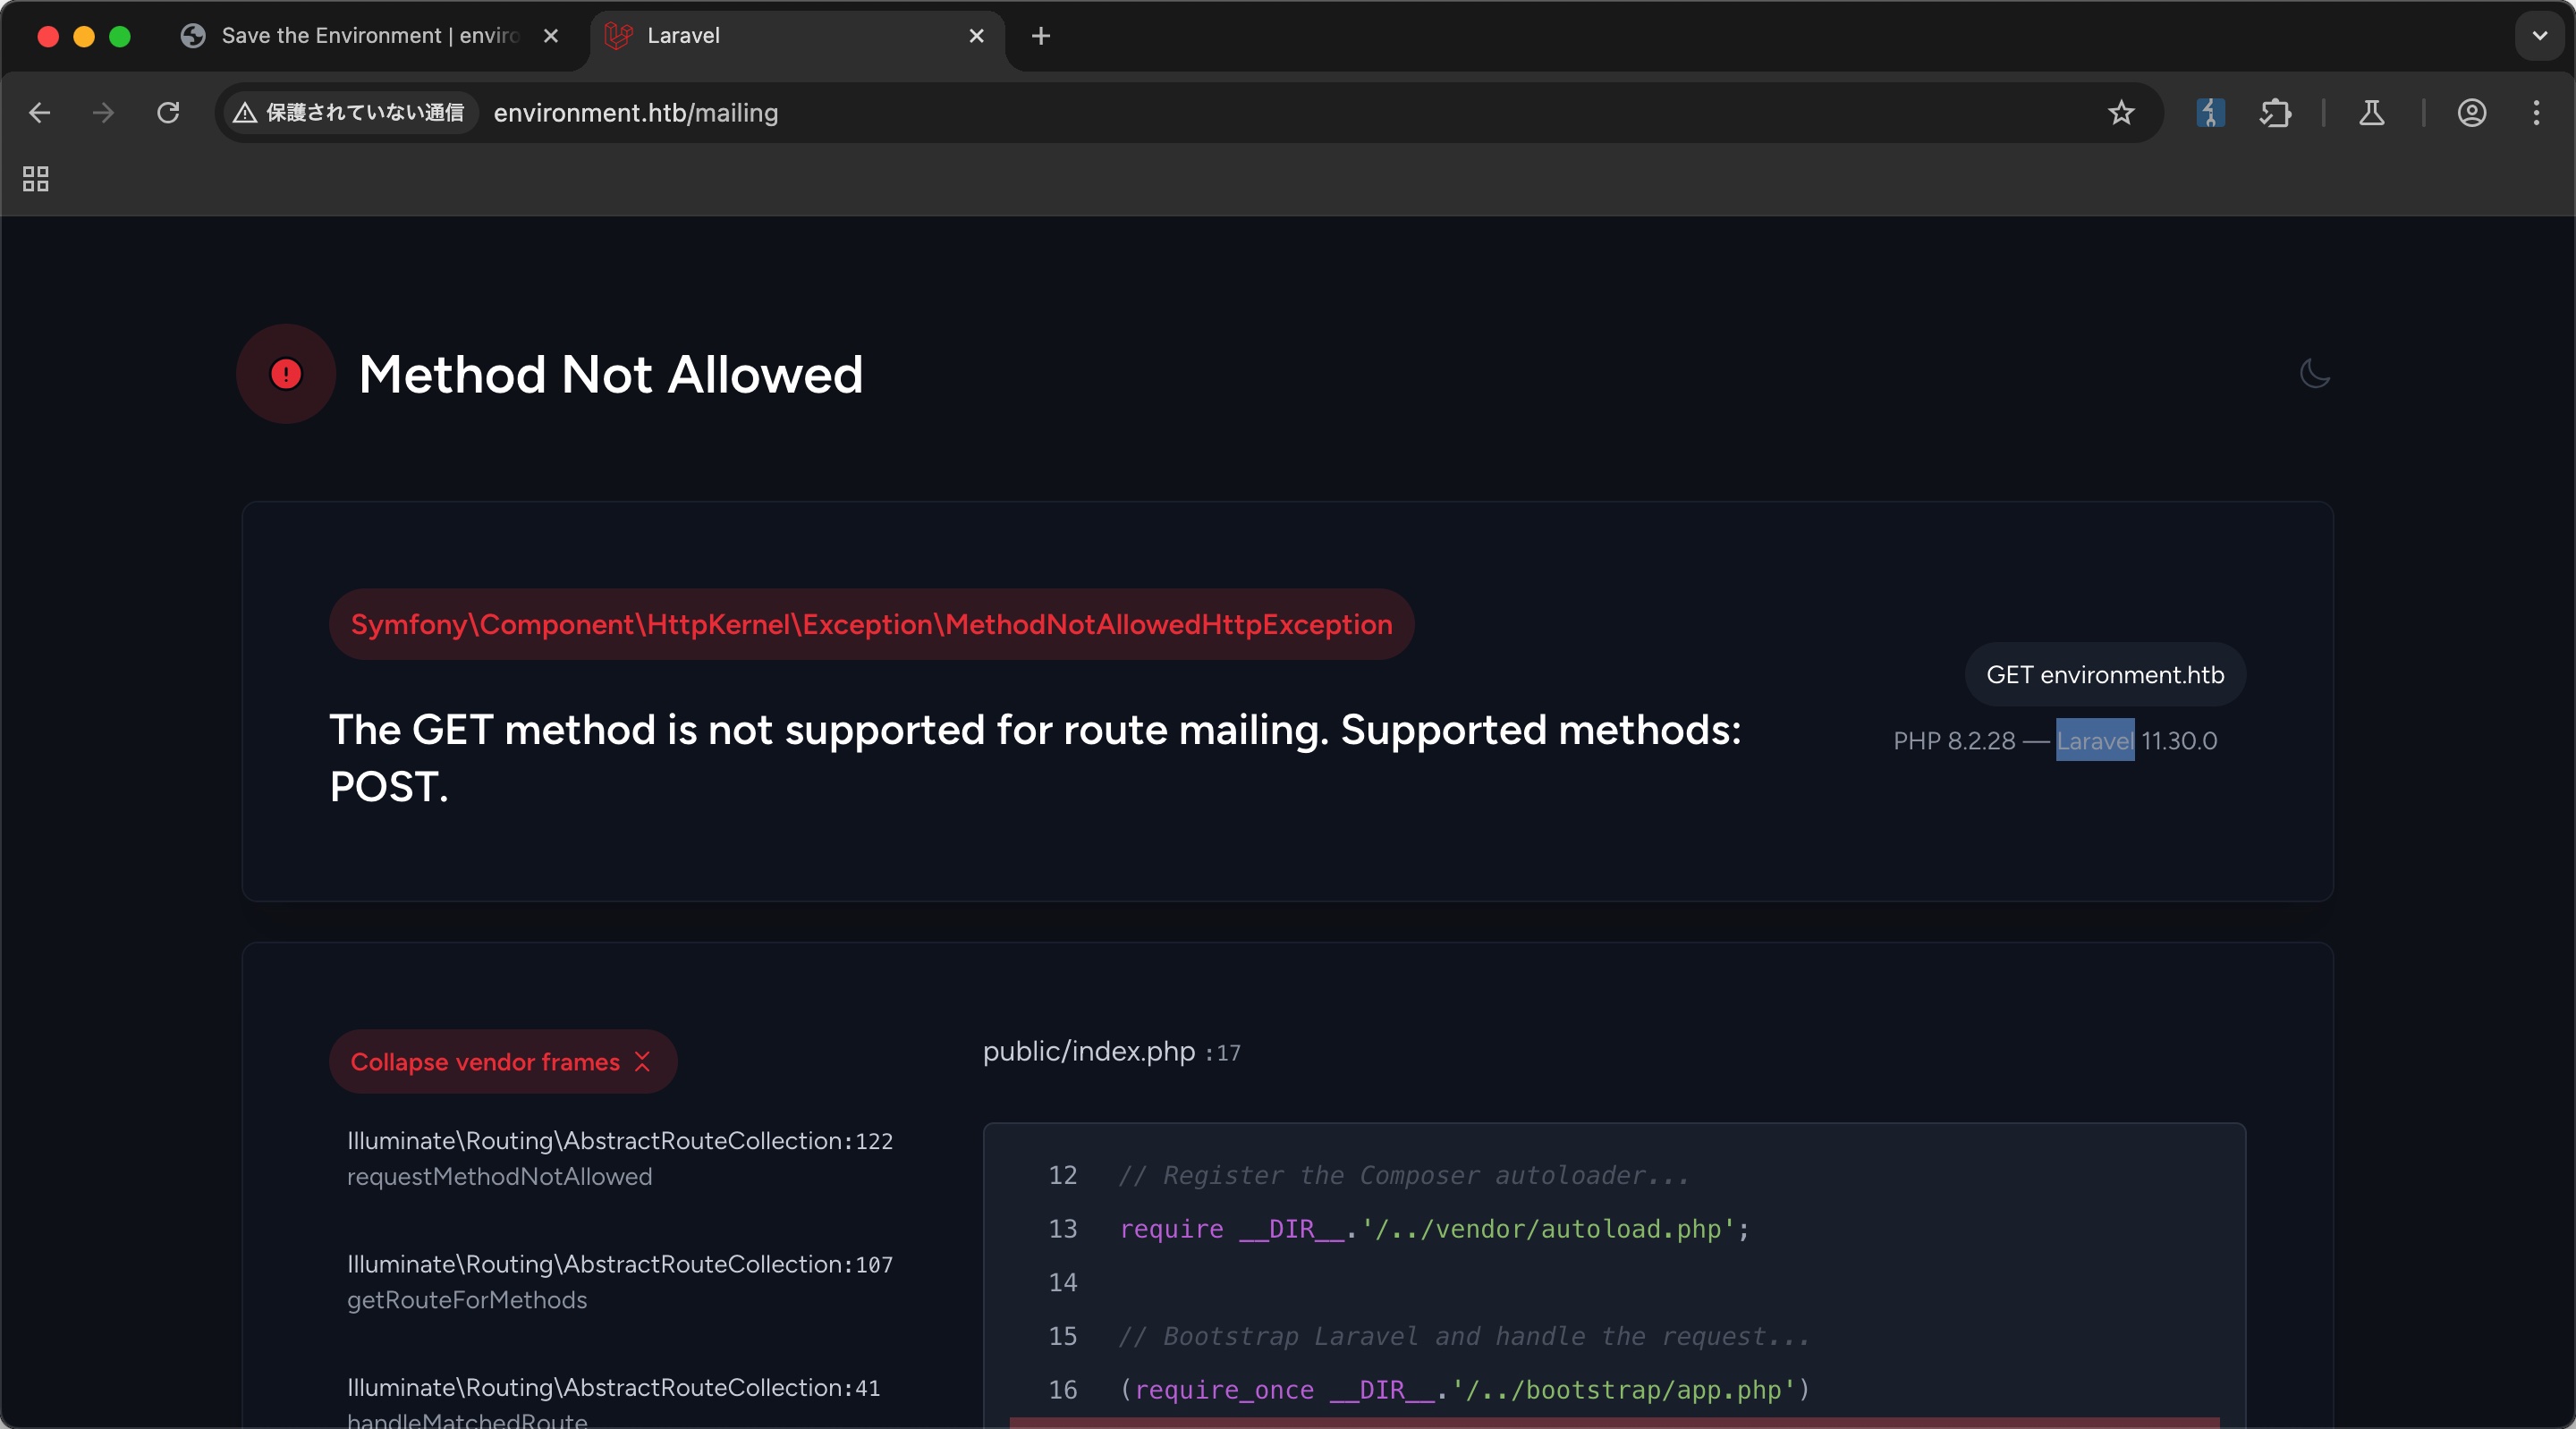 Save the Environment | enviro
Laravel
保護されていない通信
environment.htb/mailing
Method Not Allowed
Symfony\Component\HttpKernel\Exception\MethodNotAllowedHttpException
GET environment.htb
The GET method is not supported for route mailing. Supported methods:
POST.
PHP 8.2.28 — Laravel 11.30.0
Collapse vendor frames
Illuminate\Routing\AbstractRouteCollection:122
requestMethodNotAllowed
Illuminate\Routing\AbstractRouteCollection:107
getRouteForMethods
Illuminate\Routing\AbstractRouteCollection:41
handleMatchedRoute
public/index.php :17
12 // Register the Composer autoloader...
13 require __DIR__.'/../vendor/autoload.php';
14
15 // Bootstrap Laravel and handle the request...
16 (require_once __DIR__.'/../bootstrap/app.php')